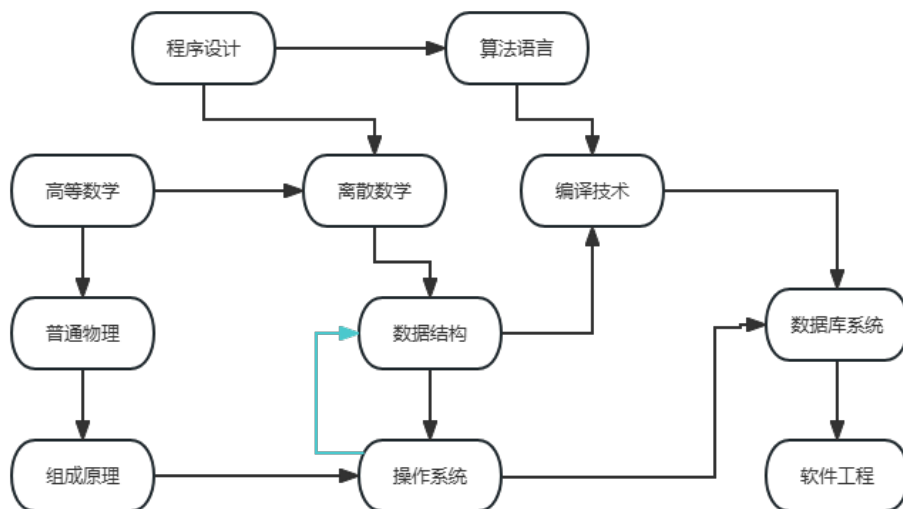 程序设计
算法语言
高等数学
离散数学
编译技术
普通物理
数据结构
数据库系统
组成原理
操作系统
软件工程